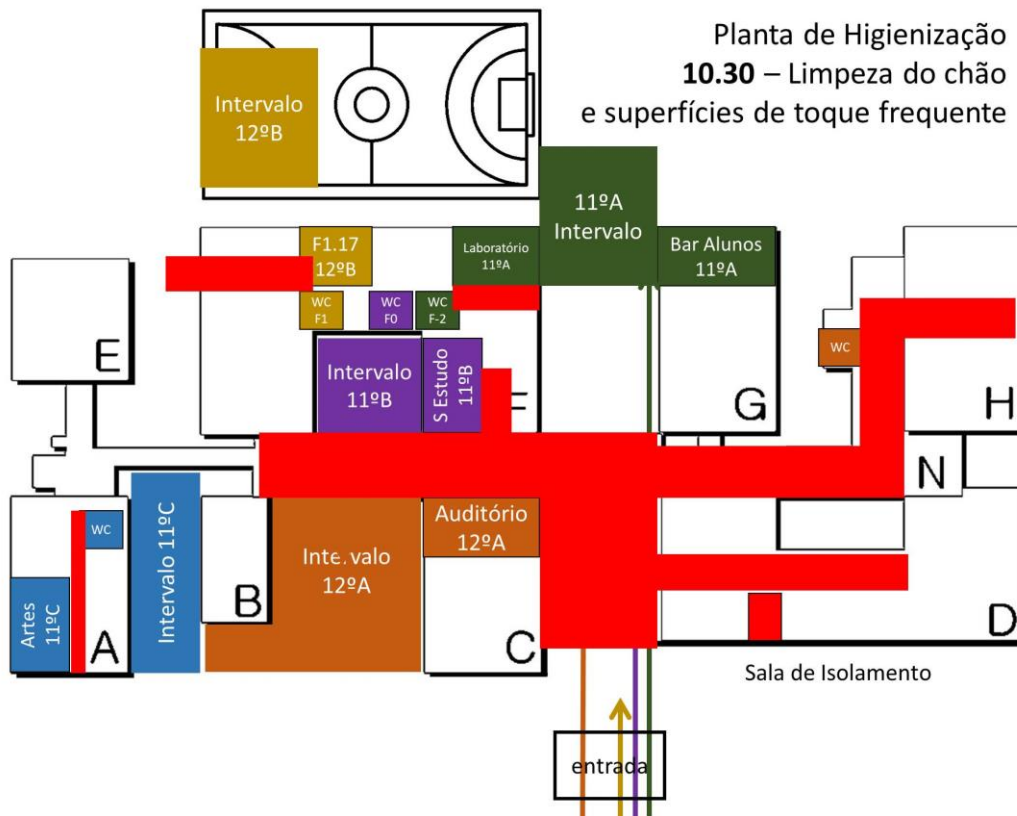 Planta de Higienização
10.30 – Limpeza do chão
e superfícies de toque frequente
Intervalo
12ºB
11ºA
Intervalo
F1.17
12ºB
Laboratório
11ºA
Bar Alunos
11ºA
WC
F1
WC
F0
WC
F-2
WC
E
Intervalo
11ºB
S Estudo
11ºB
F
G
H
N
WC
Intervalo 11ºC
Intervalo
12ºA
Auditório
12ºA
Artes
11ºC
A
B
C
D
Sala de Isolamento
entrada